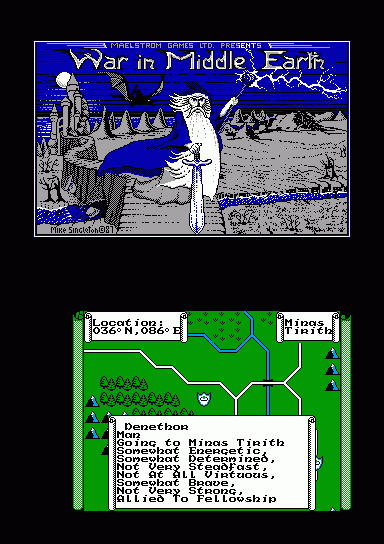 MAELSTROM GAMES LTD. PRESENTS
War in Middle Earth
Mike Singleton©87
Location:
036°N,086°E
Minas
Tirith
Denethor
Man
Going to Minas Tirith
Somewhat Energetic,
Somewhat Determined,
Not Very Steadfast,
Not At All Virtuous,
Somewhat Brave,
Not Very Strong,
Allied To Fellowship